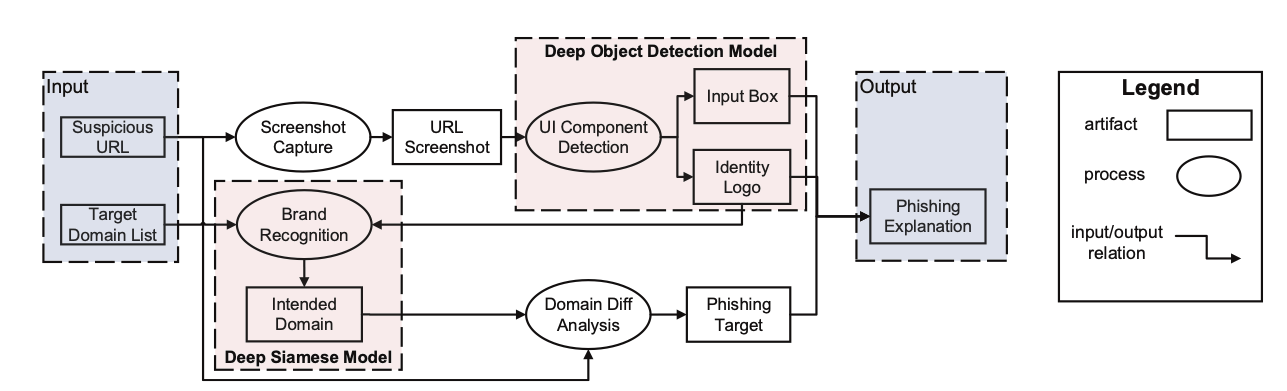 Input
Suspicious
URL
Target
Domain List
Screenshot
Capture
URL
Screenshot
Deep Object Detection Model
UI Component
Detection
Input Box
Identity
Logo
Brand
Recognition
Intended
Domain
Deep Siamese Model
Domain Diff
Analysis
Phishing
Target
Output
Phishing
Explanation
Legend
artifact
process
input/output
relation